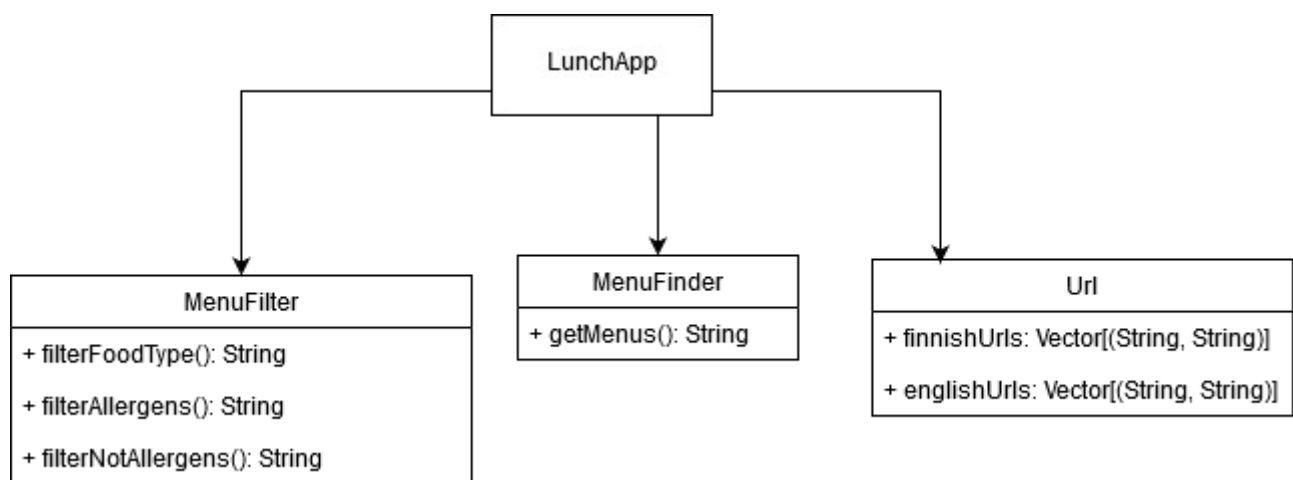 LunchApp
MenuFilter
+ filterFoodType(): String
+ filterAllergens(): String
+ filterNotAllergens(): String
MenuFinder
+ getMenus(): String
Url
+ finnishUrls: Vector[(String, String)]
+ englishUrls: Vector[(String, String)]